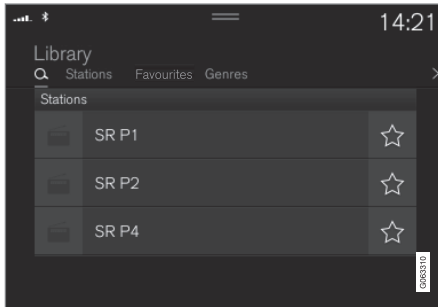 14:21
Library
Stations Favourites Genres
Stations
SR P1
SR P2
SR P4
G063310